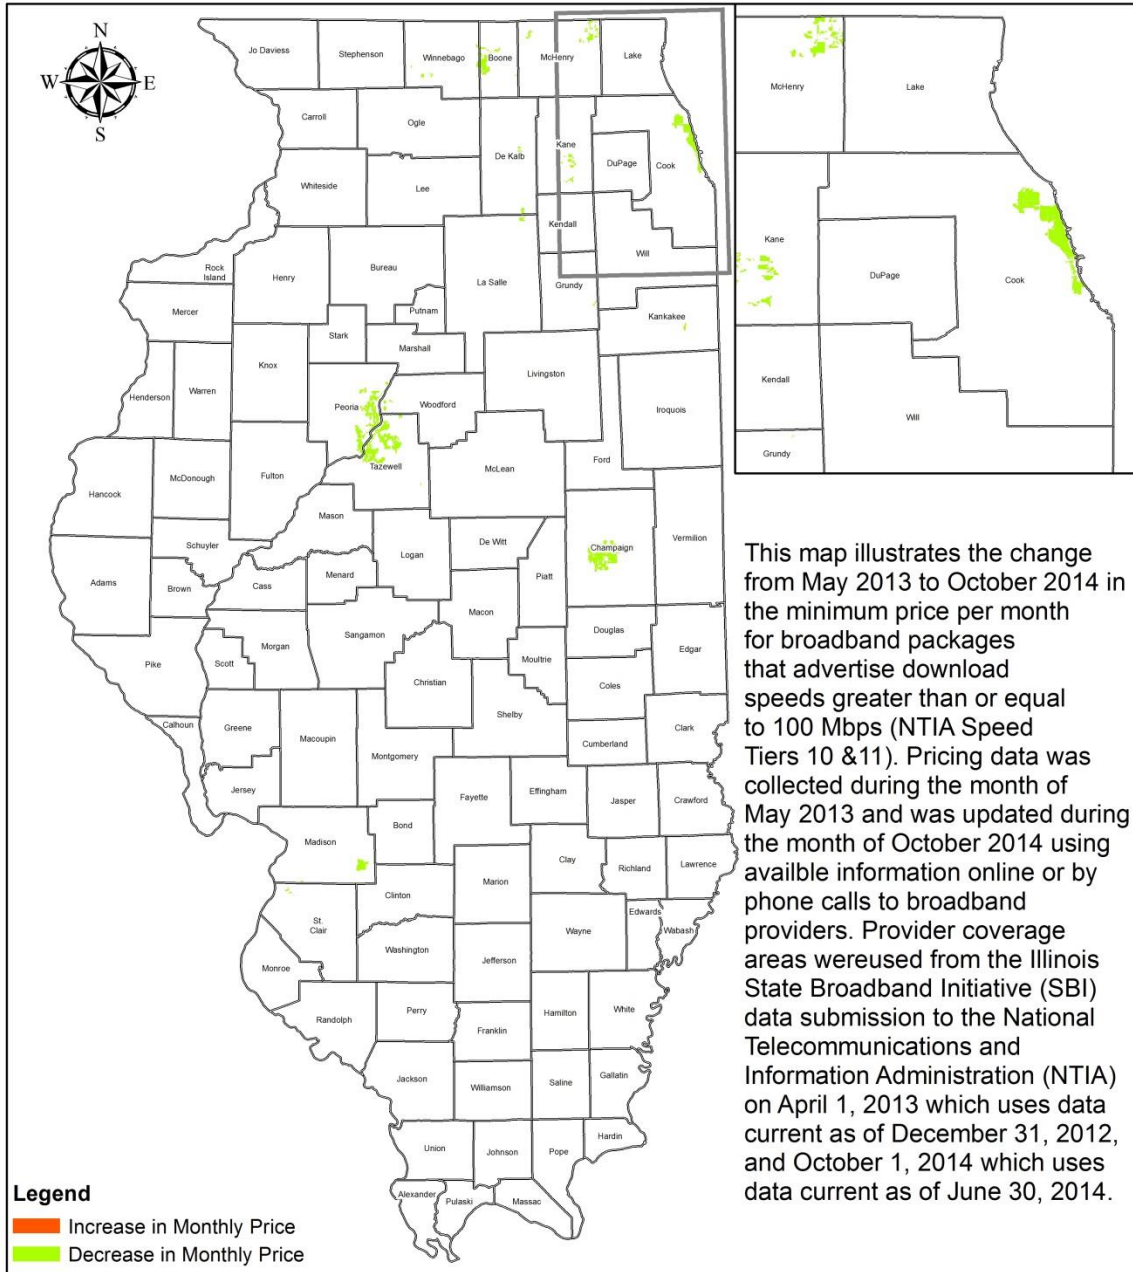 N
W
E
S
Jo Daviess
Stephenson
Winnebago
Boone
McHenry
Lake
Carroll
Ogle
De Kalb
Kane
DuPage
Cook
Whiteside
Lee
Kendall
Will
Rock
Island
Henry
Bureau
La Salle
Grundy
Mercer
Putnam
Kankakee
Stark
Marshall
Knox
Livingston
Henderson
Warren
Peoria
Woodford
Iroquois
Tazewell
McLean
Ford
Hancock
McDonough
Fulton
Mason
Schuyler
Logan
De Witt
Champaign
Vermilion
Adams
Brown
Cass
Menard
Piatt
Macon
Sangamon
Douglas
Edgar
Pike
Scott
Morgan
Christian
Moultrie
Coles
Shelby
Calhoun
Greene
Macoupin
Montgomery
Cumberland
Clark
Jersey
Fayette
Effingham
Jasper
Crawford
Madison
Bond
Clay
Richland
Lawrence
Marion
Clinton
St.
Clair
Edwards
Wabash
Wayne
Washington
Jefferson
Monroe
Randolph
Perry
Hamilton
White
Franklin
Jackson
Williamson
Saline
Gallatin
Union
Johnson
Pope
Hardin
Alexander
Pulaski
Massac
McHenry
Lake
Kane
DuPage
Cook
Kendall
Will
Grundy
This map illustrates the change
from May 2013 to October 2014 in
the minimum price per month
for broadband packages
that advertise download
speeds greater than or equal
to 100 Mbps (NTIA Speed
Tiers 10 &11). Pricing data was
collected during the month of
May 2013 and was updated during
the month of October 2014 using
availble information online or by
phone calls to broadband
providers. Provider coverage
areas wereused from the Illinois
State Broadband Initiative (SBI)
data submission to the National
Telecommunications and
Information Administration (NTIA)
on April 1, 2013 which uses data
current as of December 31, 2012,
and October 1, 2014 which uses
data current as of June 30, 2014.
Legend
Increase in Monthly Price
Decrease in Monthly Price